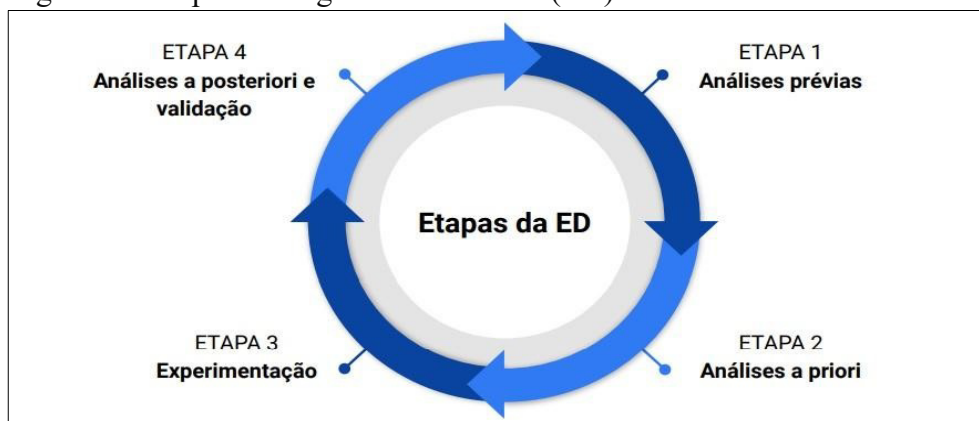 ETAPA 4
Análises a posteriori e
validação
ETAPA 1
Análises prévias
Etapas da ED
ETAPA 3
Experimentação
ETAPA 2
Análises a priori